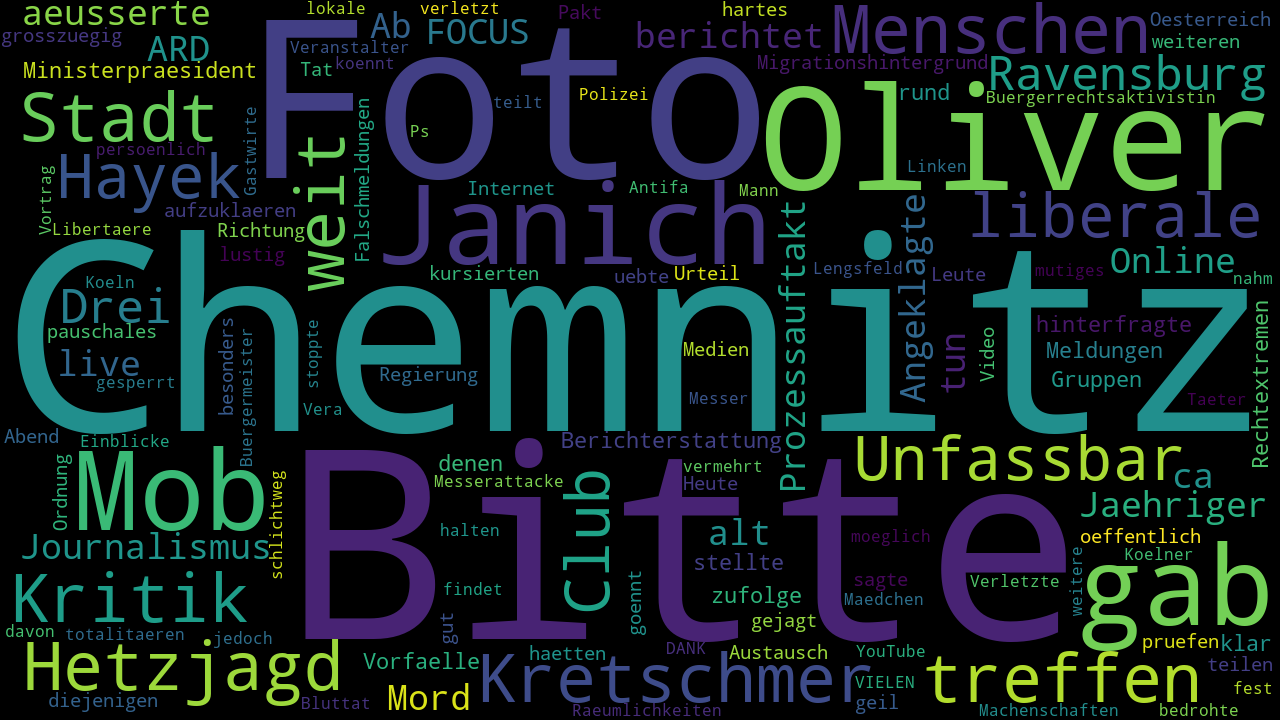 aeusserte
lokale
verletzt
Pakt
hartes
Menschen
Oesterreich
grosszuegig
ARD
Foto
Ab
FOCUS
berichtet
weiteren
Veranstalter
koennt
Migrationshintergrund
Ravensburg
Ministerpraesident
Tat
teilt
Polizei
oliver
rund
Buergerrechtsaktivistin
Stadt
Ps
persoenlich
Gastwirte
Weit
Falschmeldungen
Hayek
Vortrag
Internet
Antifa
Mann
Linken
liberale
aufzuklaeren
Janich
Libertaere
Richtung
lustig
Prozessauftakt
Angeklagte
Online
Chemnitz
Koeln
kursierten
uebte
Urteil
Lengsfeld
Leute
mutiges
nahm
Drei
pauschales
live
gesperrt
besonders
Buergermeister
stoppte
Regierung
Medien
tun
Video
hinterfragte
Meldungen
Gruppen
Rechtextremen
Vera
Messer
Taeter
Abend
Einblicke
Berichterstattung
Unfassbar
Mob
Ordnung
schlichtweg
Bitte
denen
Messerattacke
club
vermehrt
Heute
ca
Jaehriger
Journalismus
halten
alt
moeglich
oeffentlich
Koelner
stellte
Kritik
findet
goennt
zufolge
sagte
Maedchen
Verletzte
weitere
gab
gejagt
davon
totalitaeren
jedoch
gut
haetten
DANK
Austausch
YouTube
pruefen
klar
Hetzjagd
Vorfaelle
Kretschmer
VIELEN
treffen
teilen
diejenigen
Bluttat
Mord
Raeumlichkeiten
geil
Machenschaften
bedrohte
fest